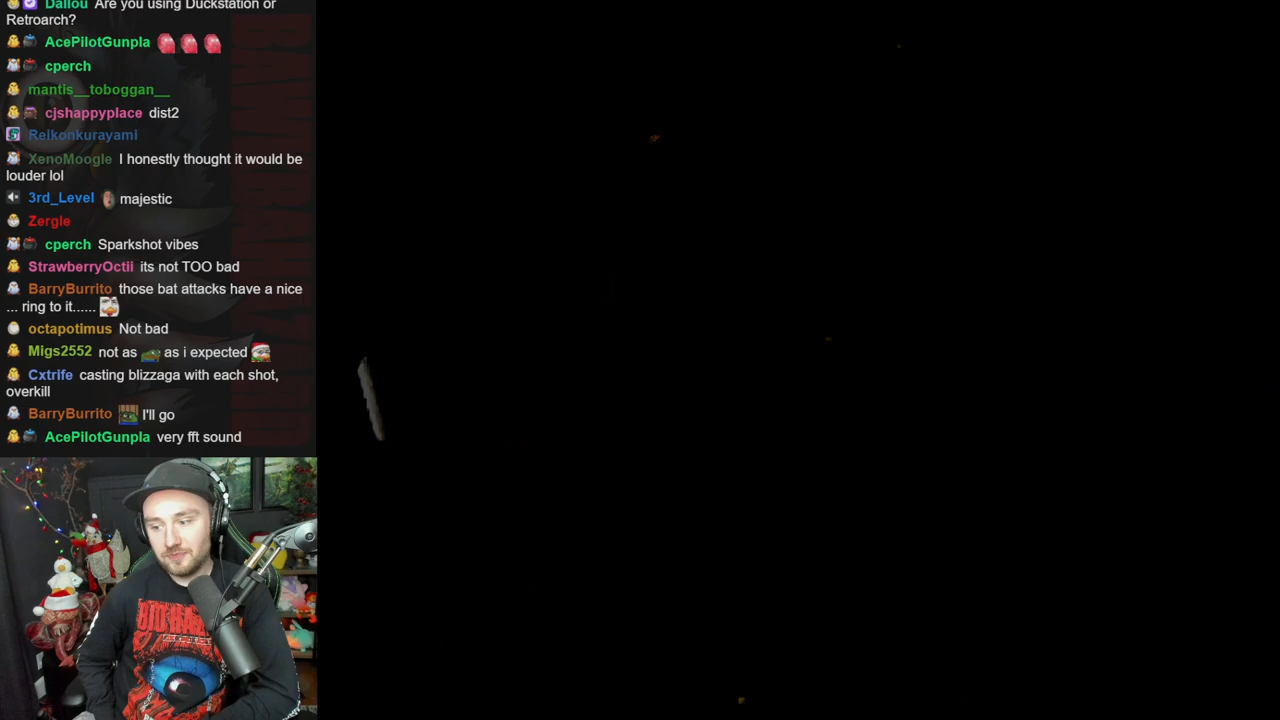 Dallou Are you using Duckstation or
Retroarch?
AcePilotGunpla
cperch
mantis__toboggan__
cjshappyplace dist2
Relkonkurayami
XenoMoogle I honestly thought it would be
louder lol
3rd_Level majestic
Zergle
cperch Sparkshot vibes
StrawberryOctii its not TOO bad
BarryBurrito those bat attacks have a nice
... ring to it......
octapotimus Not bad
Migs2552 not as as i expected
Cxtrife casting blizzaga with each shot,
overkill
BarryBurrito I'll go
AcePilotGunpla very fft sound